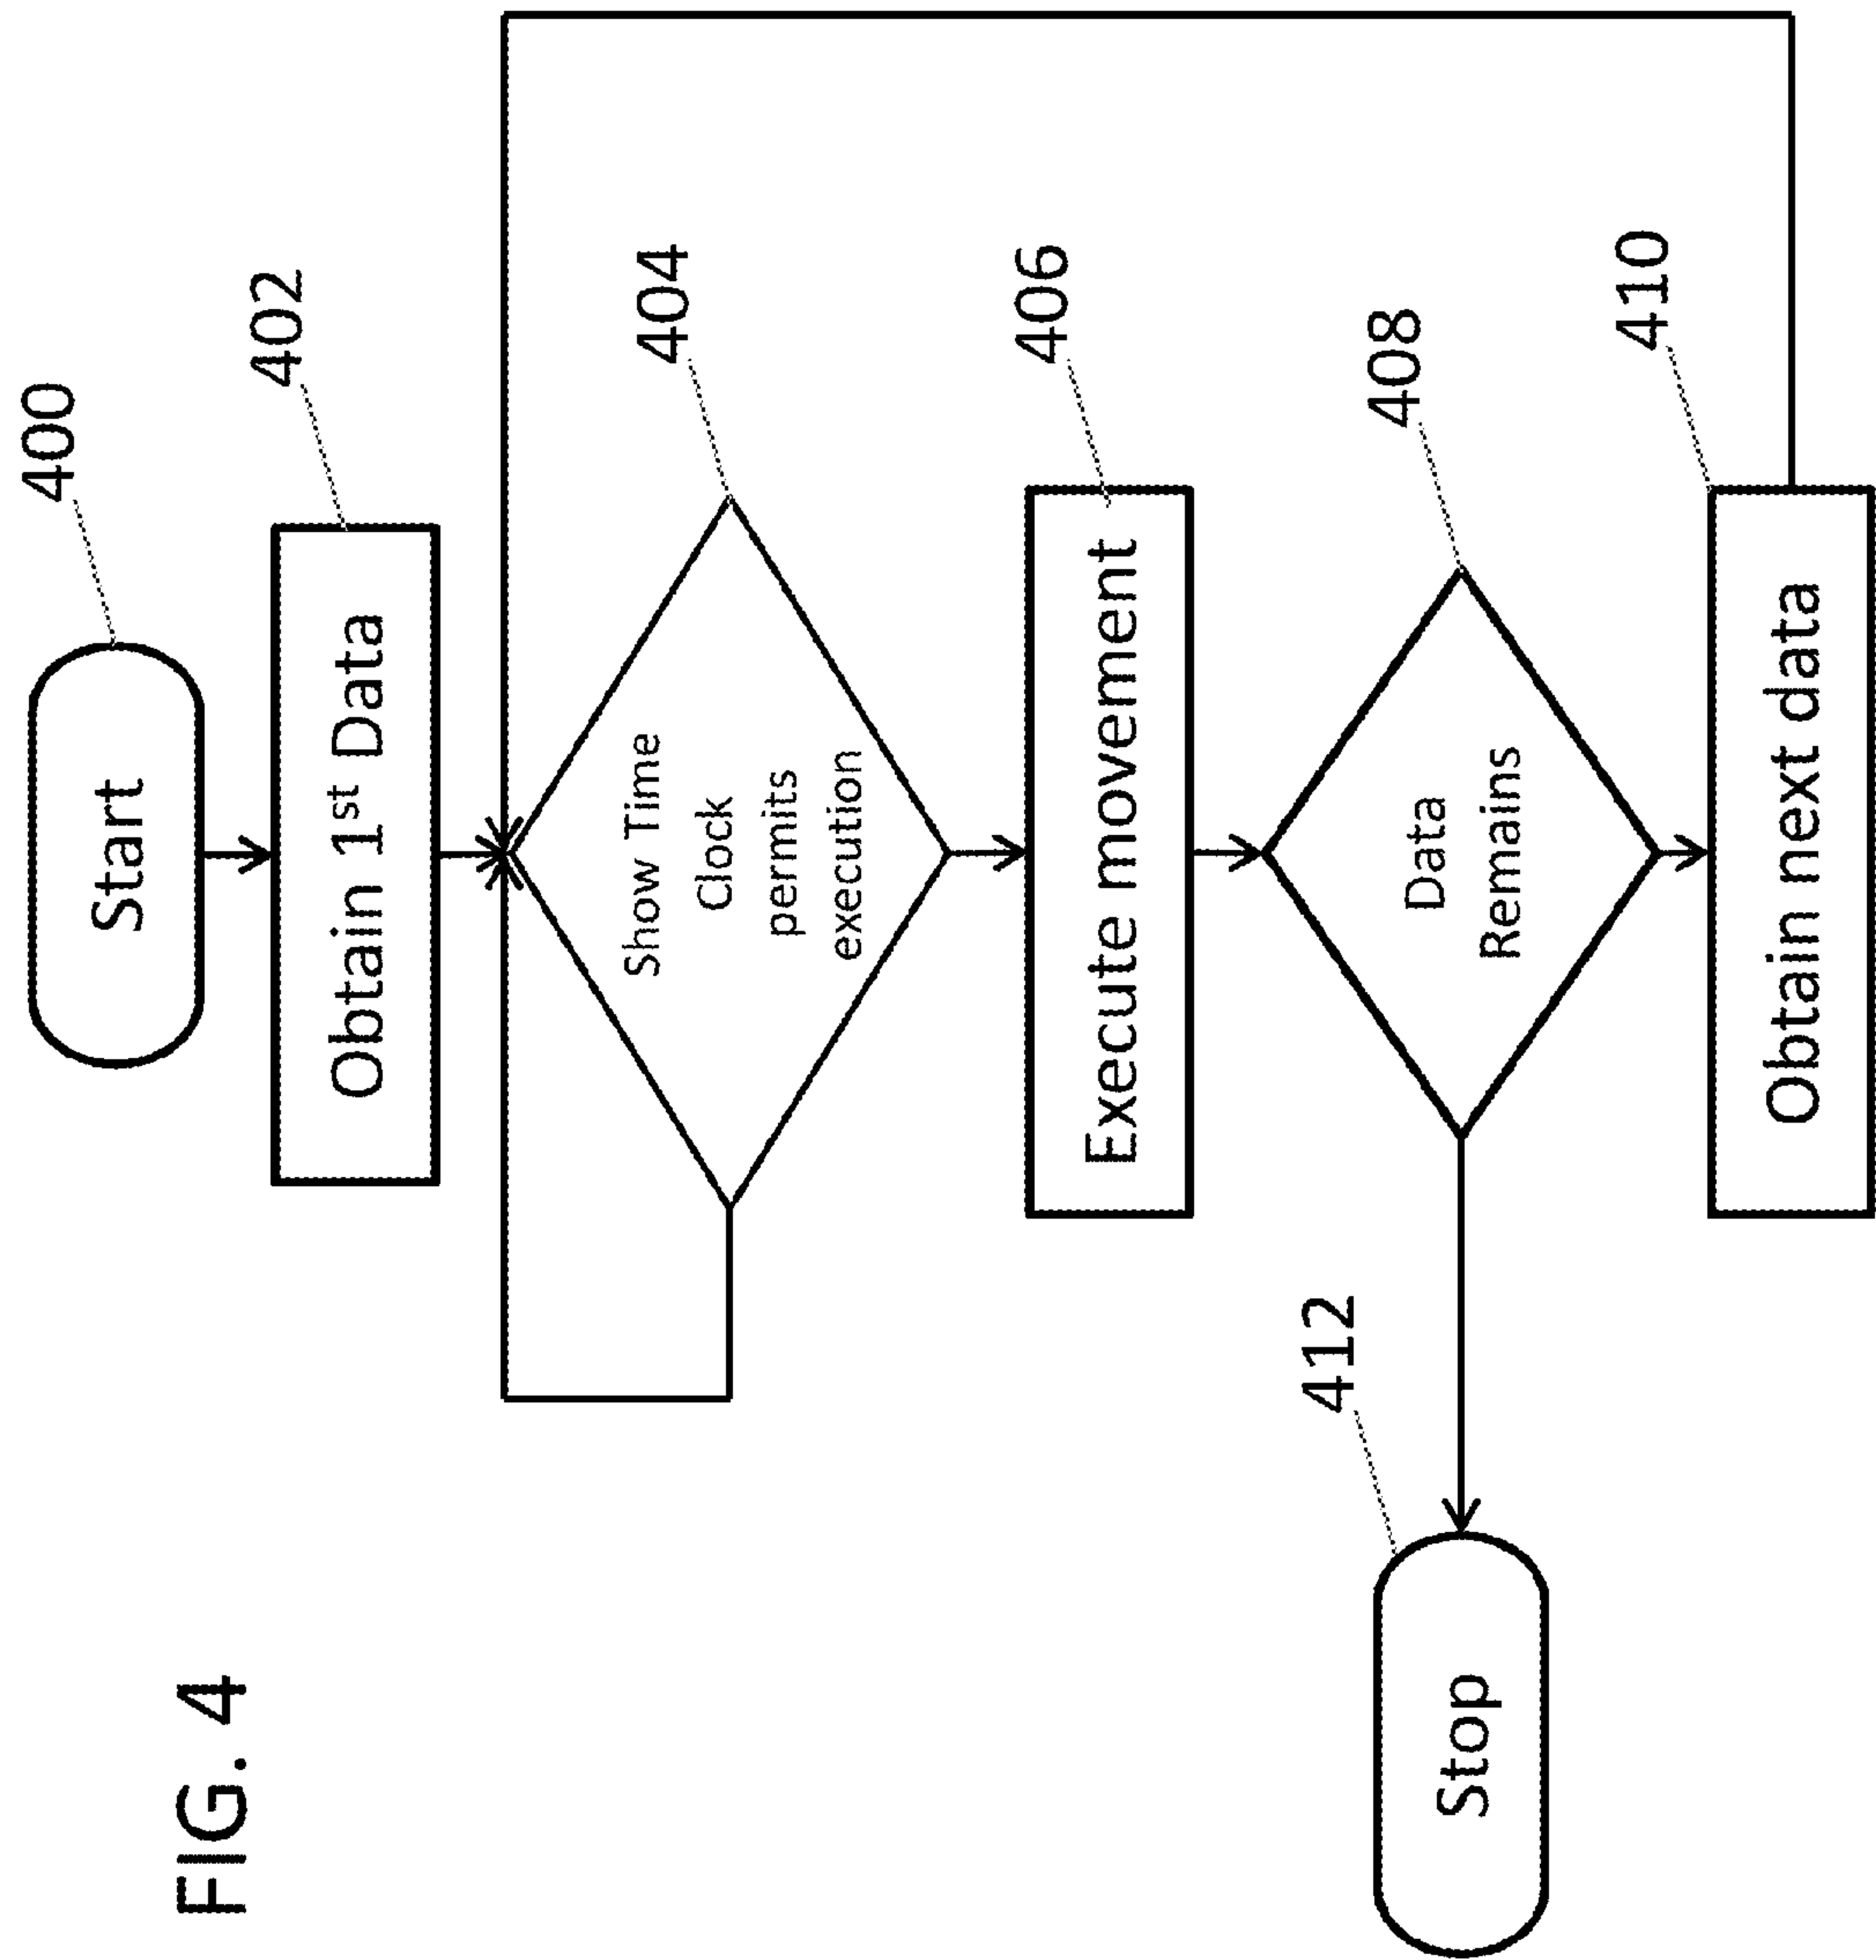 FIG. 4
400
Start
402
Obtain 1st Data
404
Show Time
Clock
permits
execution
406
Execute movement
408
Data
Remains
410
Obtain next data
412
Stop